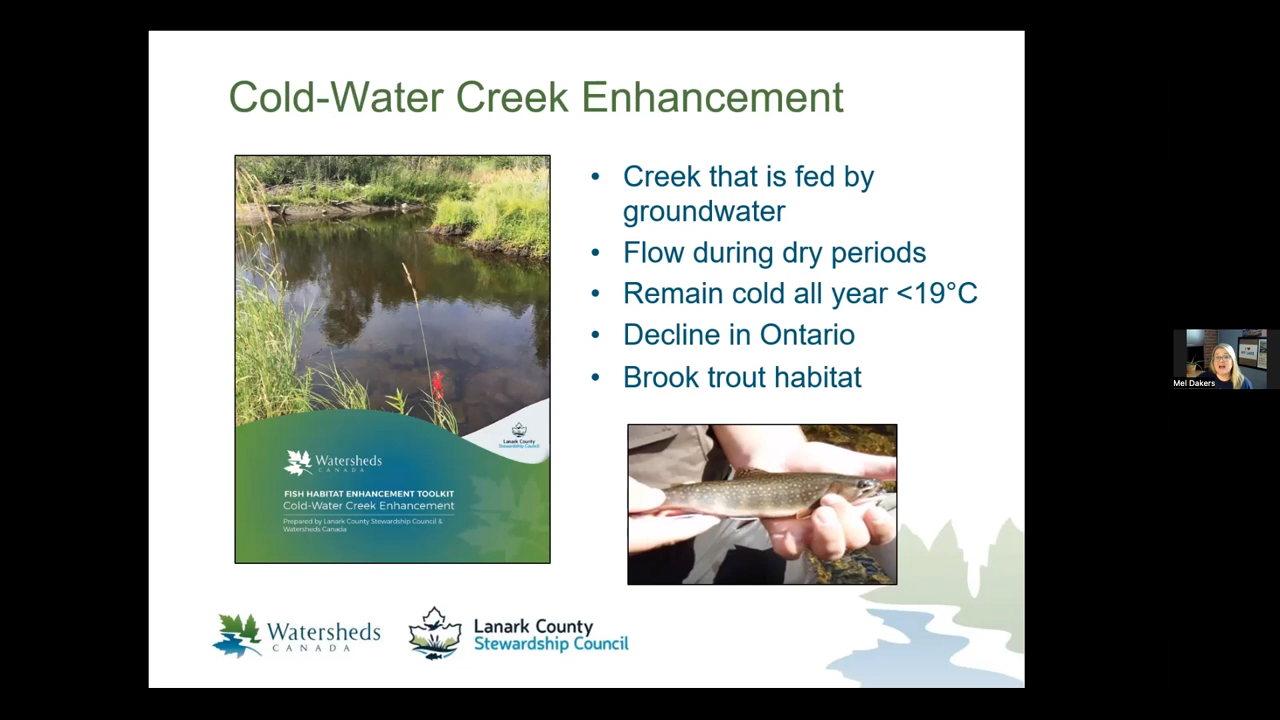 Cold-Water Creek Enhancement
Lanark County
Stewardship Council
Watersheds
CANADA
FISH HABITAT ENHANCEMENT TOOLKIT
Cold-Water Creek Enhancement
Prepared by Lanark County Stewardship Council &
Watersheds Canada
• Creek that is fed by
groundwater
• Flow during dry periods
• Remain cold all year <19°C
• Decline in Ontario
• Brook trout habitat
Watersheds
CANADA
Lanark County
Stewardship Council
Mel Dakers